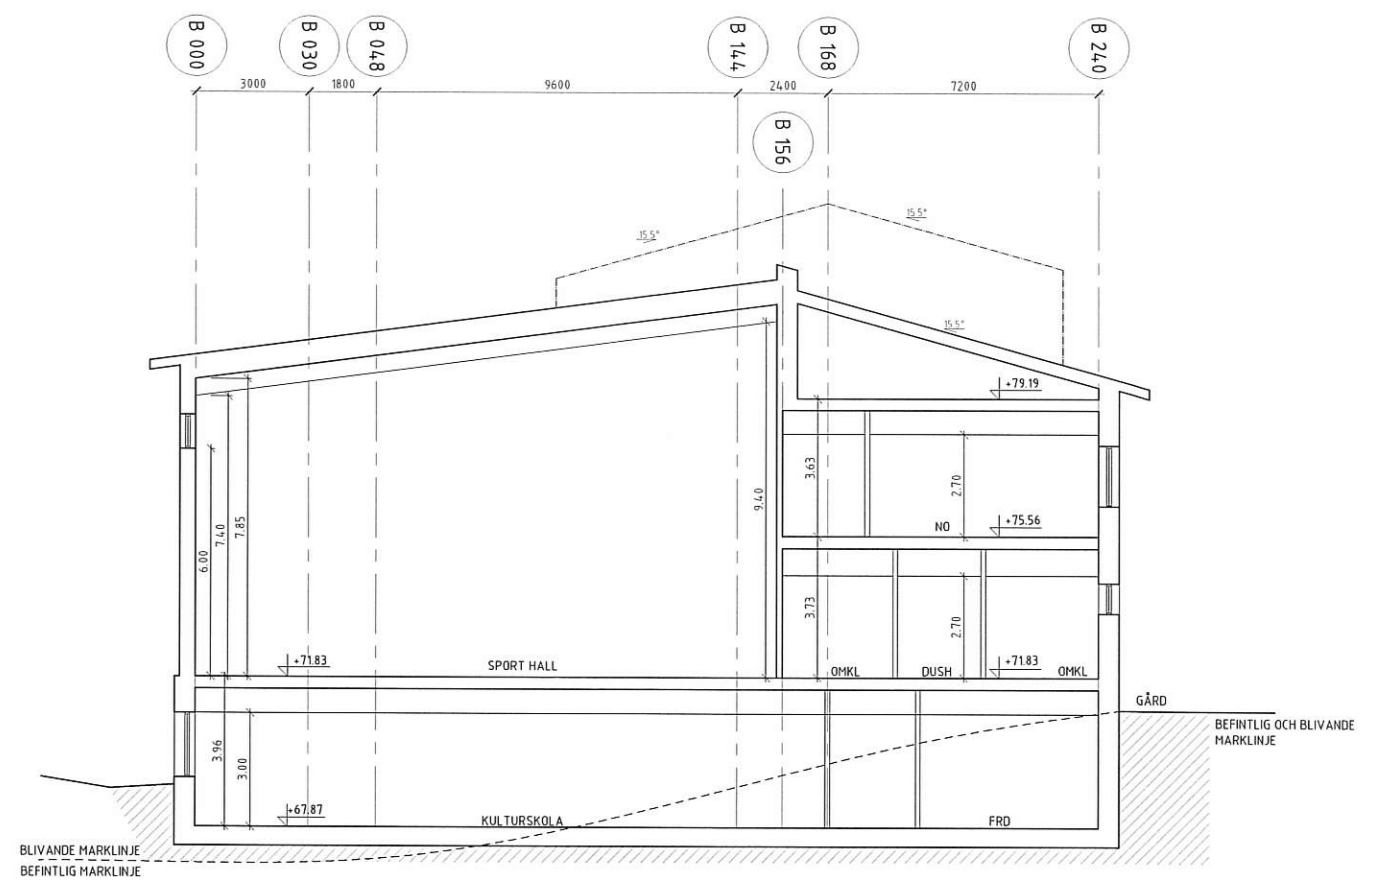 B 000
B 030
B 048
B 144
B 168
B 240
3000
1800
9600
2400
7200
B 156
15.5°
15.5°
15.5°
+79.19
3.63
2.70
9.40
7.85
7.40
6.00
NO
+75.56
3.73
2.70
+71.83
SPORT HALL
OMKL
DUSH
+71.83
OMKL
GÅRD
BEFINTLIG OCH BLIVANDE
MARKLINJE
3.96
3.00
+67.87
KULTURSKOLA
FRD
BLIVANDE MARKLINJE
BEFINTLIG MARKLINJE